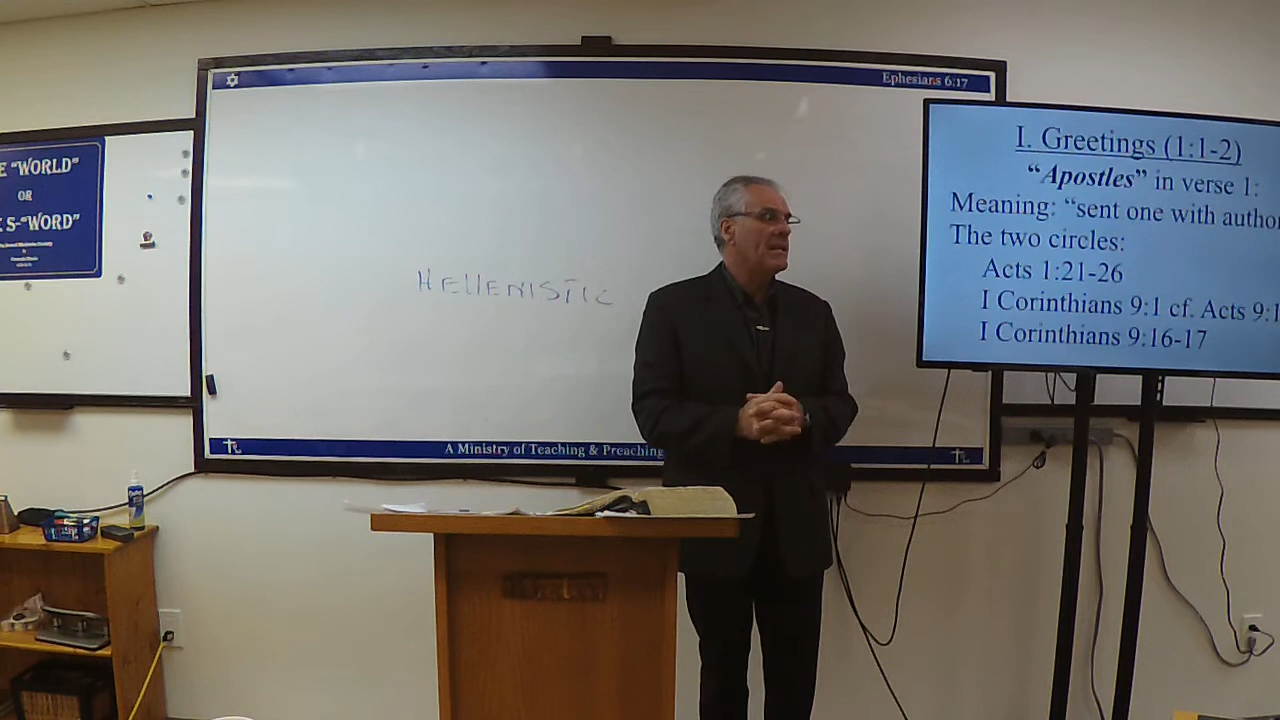 E "WORLD"
OR
S-"WORD"
Ephesians 6:17
HEllENISTIC
A Ministry of Teaching & Preaching
I. Greetings (1:1-2)
"Apostles" in verse 1:
Meaning: "sent one with autho
The two circles:
Acts 1:21-26
I Corinthians 9:1 cf. Acts 9:1
I Corinthians 9:16-17